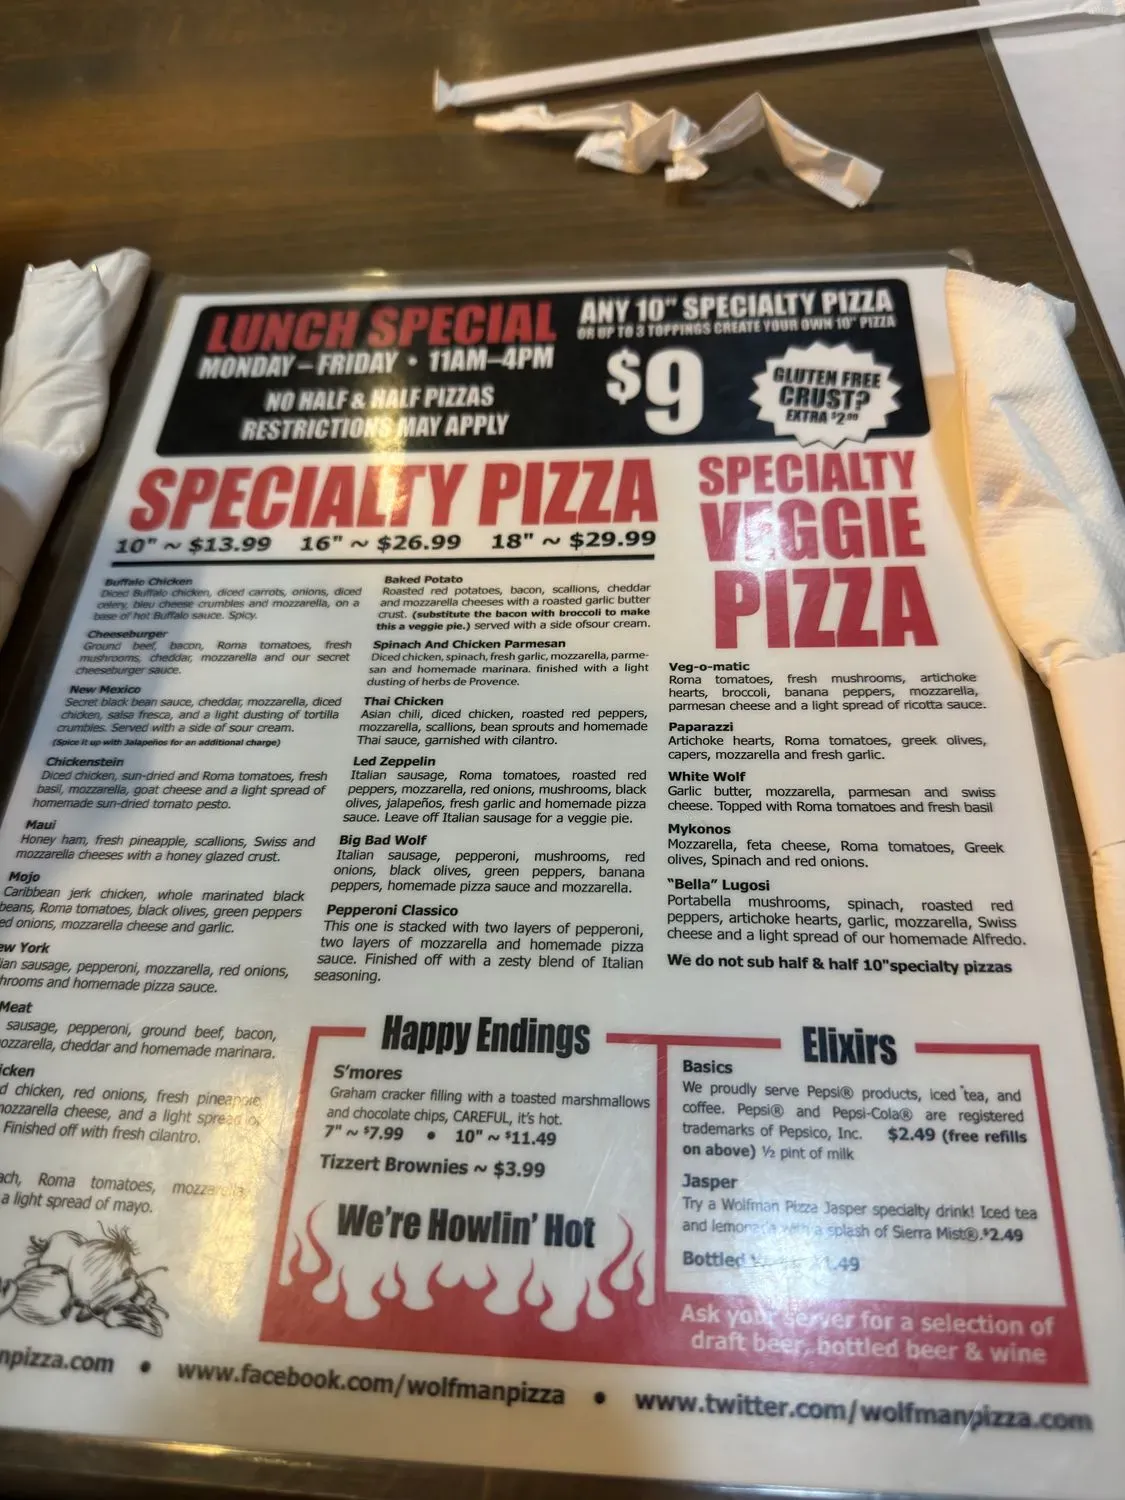 LUNCH SPECIAL
MONDAY – FRIDAY • 11AM–4PM
NO HALF & HALF PIZZAS
RESTRICTIONS MAY APPLY
ANY 10" SPECIALTY PIZZA
OR UP TO 3 TOPPINGS CREATE YOUR OWN 10" PIZZA
$9
GLUTEN FREE
CRUST?
EXTRA $2.00
SPECIALTY PIZZA
10" ~ $13.99 16" ~ $26.99 18" ~ $29.99
Buffalo Chicken
Diced Buffalo chicken, diced carrots, onions, diced
celery, bleu cheese crumbles and mozzarella, on a
base of hot Buffalo sauce. Spicy.
Cheeseburger
Ground beef, bacon, Roma tomatoes, fresh
mushrooms, cheddar, mozzarella and our secret
cheeseburger sauce.
New Mexico
Secret black bean sauce, cheddar, mozzarella, diced
chicken, salsa fresca, and a light dusting of tortilla
crumbles. Served with a side of sour cream.
(Spice it up with Jalapeños for an additional charge)
Chickenstein
Diced chicken, sun-dried and Roma tomatoes, fresh
basil, mozzarella, goat cheese and a light spread of
homemade sun-dried tomato pesto.
Maui
Honey ham, fresh pineapple, scallions, Swiss and
mozzarella cheeses with a honey glazed crust.
Mojo
Caribbean jerk chicken, whole marinated black
beans, Roma tomatoes, black olives, green peppers
ed onions, mozzarella cheese and garlic.
ew York
ian sausage, pepperoni, mozzarella, red onions,
hrooms and homemade pizza sauce.
Meat
sausage, pepperoni, ground beef, bacon,
ozzarella, cheddar and homemade marinara.
icken
d chicken, red onions, fresh pineapple
mozzarella cheese, and a light spread of
Finished off with fresh cilantro.
ach, Roma tomatoes, mozzarella
a light spread of mayo.
Baked Potato
Roasted red potatoes, bacon, scallions, cheddar
and mozzarella cheeses with a roasted garlic butter
crust. (substitute the bacon with broccoli to make
this a veggie pie.) served with a side ofsour cream.
Spinach And Chicken Parmesan
Diced chicken, spinach, fresh garlic, mozzarella, parme-
san and homemade marinara. finished with a light
dusting of herbs de Provence.
Thai Chicken
Asian chili, diced chicken, roasted red peppers,
mozzarella, scallions, bean sprouts and homemade
Thai sauce, garnished with cilantro.
Led Zeppelin
Italian sausage, Roma tomatoes, roasted red
peppers, mozzarella, red onions, mushrooms, black
olives, jalapeños, fresh garlic and homemade pizza
sauce. Leave off Italian sausage for a veggie pie.
Big Bad Wolf
Italian sausage, pepperoni, mushrooms, red
onions, black olives, green peppers, banana
peppers, homemade pizza sauce and mozzarella.
Pepperoni Classico
This one is stacked with two layers of pepperoni,
two layers of mozzarella and homemade pizza
sauce. Finished off with a zesty blend of Italian
seasoning.
SPECIALTY
VEGGIE
PIZZA
Veg-o-matic
Roma tomatoes, fresh mushrooms, artichoke
hearts, broccoli, banana peppers, mozzarella,
parmesan cheese and a light spread of ricotta sauce.
Paparazzi
Artichoke hearts, Roma tomatoes, greek olives,
capers, mozzarella and fresh garlic.
White Wolf
Garlic butter, mozzarella, parmesan and swiss
cheese. Topped with Roma tomatoes and fresh basil
Mykonos
Mozzarella, feta cheese, Roma tomatoes, Greek
olives, Spinach and red onions.
"Bella" Lugosi
Portabella mushrooms, spinach, roasted red
peppers, artichoke hearts, garlic, mozzarella, Swiss
cheese and a light spread of our homemade Alfredo.
We do not sub half & half 10"specialty pizzas
Happy Endings
S'mores
Graham cracker filling with a toasted marshmallows
and chocolate chips, CAREFUL, it's hot.
7" ~ $7.99 • 10" ~ $11.49
Tizzert Brownies ~ $3.99
We're Howlin' Hot
Elixirs
Basics
We proudly serve Pepsi® products, iced tea, and
coffee. Pepsi® and Pepsi-Cola® are registered
trademarks of Pepsico, Inc. $2.49 (free refills
on above) ½ pint of milk
Jasper
Try a Wolfman Pizza Jasper specialty drink! Iced tea
and lemonada with a splash of Sierra Mist®.$2.49
Bottled 1.49
Ask your server for a selection of
draft beer, bottled beer & wine
npizza.com • www.facebook.com/wolfmanpizza • www.twitter.com/wolfmanpizza.com